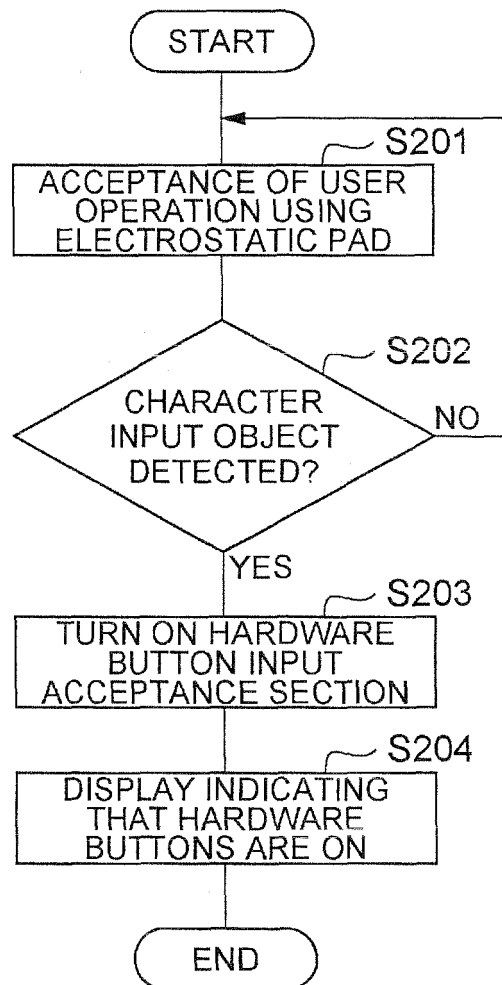 START
S201
ACCEPTANCE OF USER
OPERATION USING
ELECTROSTATIC PAD
S202
CHARACTER
INPUT OBJECT
DETECTED?
NO
YES
S203
TURN ON HARDWARE
BUTTON INPUT
ACCEPTANCE SECTION
S204
DISPLAY INDICATING
THAT HARDWARE
BUTTONS ARE ON
END